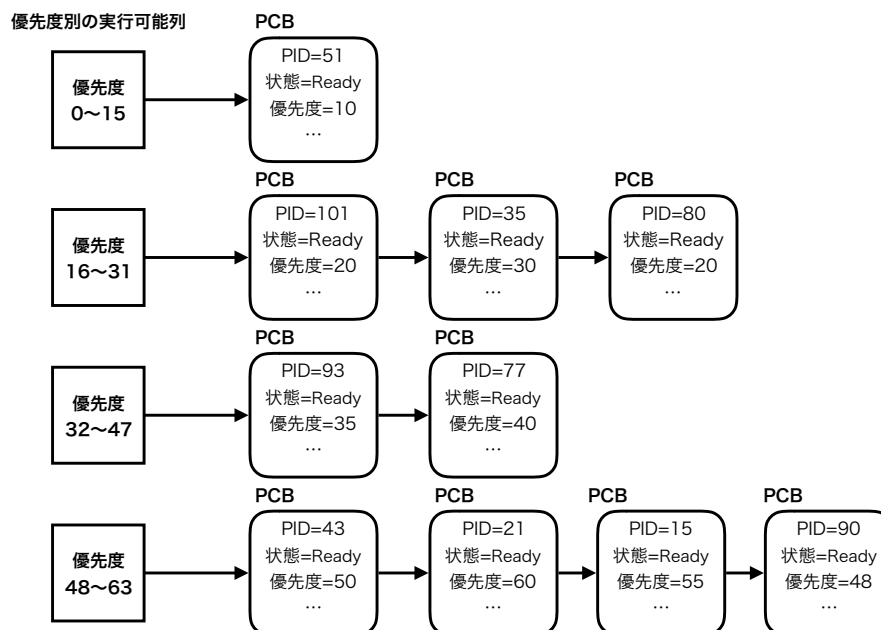 優先度別の実行可能列
PCB
優先度
0〜15
PID=51
状態=Ready
優先度=10
…
PCB
PCB
PCB
優先度
16〜31
PID=101
状態=Ready
優先度=20
…
PID=35
状態=Ready
優先度=30
…
PID=80
状態=Ready
優先度=20
…
PCB
PCB
優先度
32〜47
PID=93
状態=Ready
優先度=35
…
PID=77
状態=Ready
優先度=40
…
PCB
PCB
PCB
PCB
優先度
48〜63
PID=43
状態=Ready
優先度=50
…
PID=21
状態=Ready
優先度=60
…
PID=15
状態=Ready
優先度=55
…
PID=90
状態=Ready
優先度=48
…